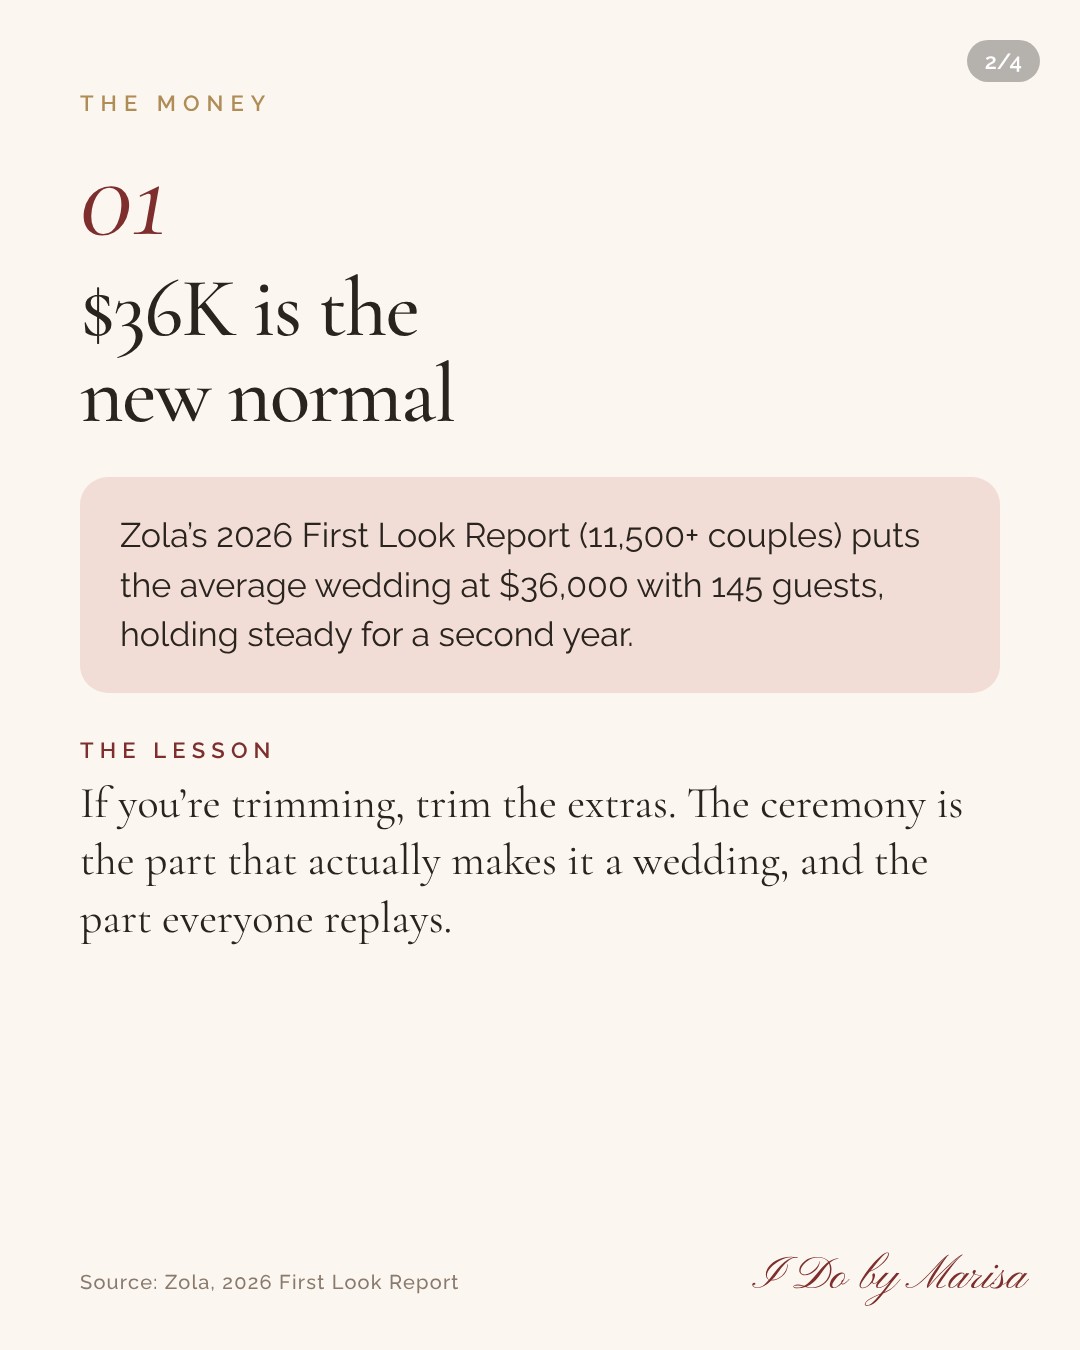 2/4
THE MONEY
01
$36K is the
new normal
Zola’s 2026 First Look Report (11,500+ couples) puts
the average wedding at $36,000 with 145 guests,
holding steady for a second year.
THE LESSON
If you’re trimming, trim the extras. The ceremony is
the part that actually makes it a wedding, and the
part everyone replays.
Source: Zola, 2026 First Look Report
I Do by Marisa